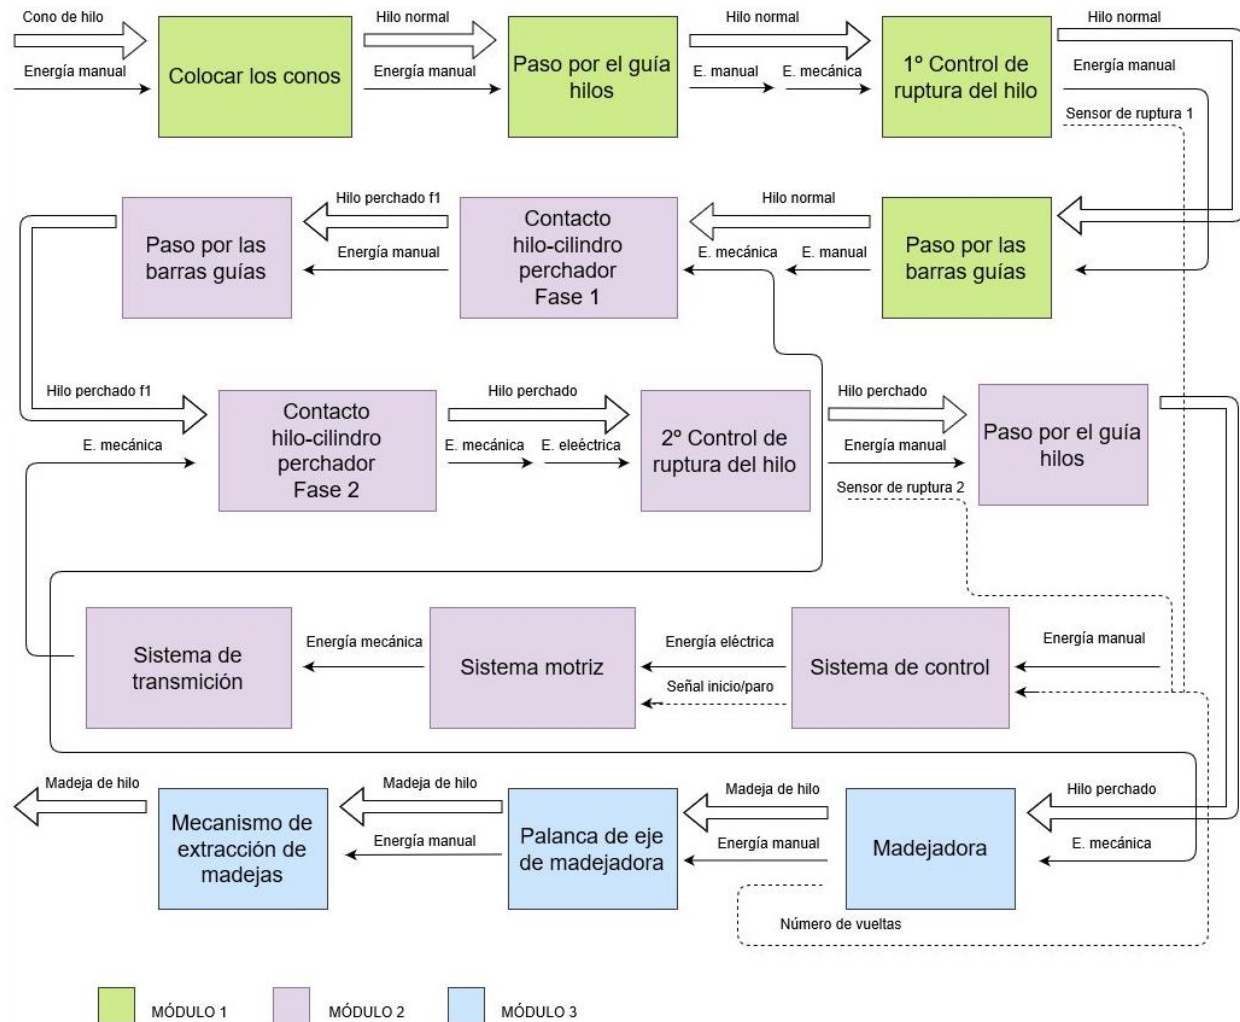 Cono de hilo
Energía manual
Colocar los conos
Hilo normal
Energía manual
Paso por el guía
hilos
Hilo normal
E. manual
E. mecánica
1º Control de
ruptura del hilo
Hilo normal
Energía manual
Sensor de ruptura 1
Paso por las
barras guías
Hilo perchado f1
Energía manual
Contacto
hilo-cilindro
perchador
Fase 1
Hilo normal
E. mecánica
E. manual
Paso por las
barras guías
Hilo perchado f1
E. mecánica
Contacto
hilo-cilindro
perchador
Fase 2
Hilo perchado
E. mecánica
E. eleéctrica
2º Control de
ruptura del hilo
Hilo perchado
Energía manual
Sensor de ruptura 2
Paso por el guía
hilos
Sistema de
transmición
Energía mecánica
Sistema motriz
Energía eléctrica
Señal inicio/paro
Sistema de control
Energía manual
Madeja de hilo
Mecanismo de
extracción de
madejas
Madeja de hilo
Energía manual
Palanca de eje
de madejadora
Madeja de hilo
Energía manual
Madejadora
Hilo perchado
E. mecánica
Número de vueltas
MÓDULO 1
MÓDULO 2
MÓDULO 3